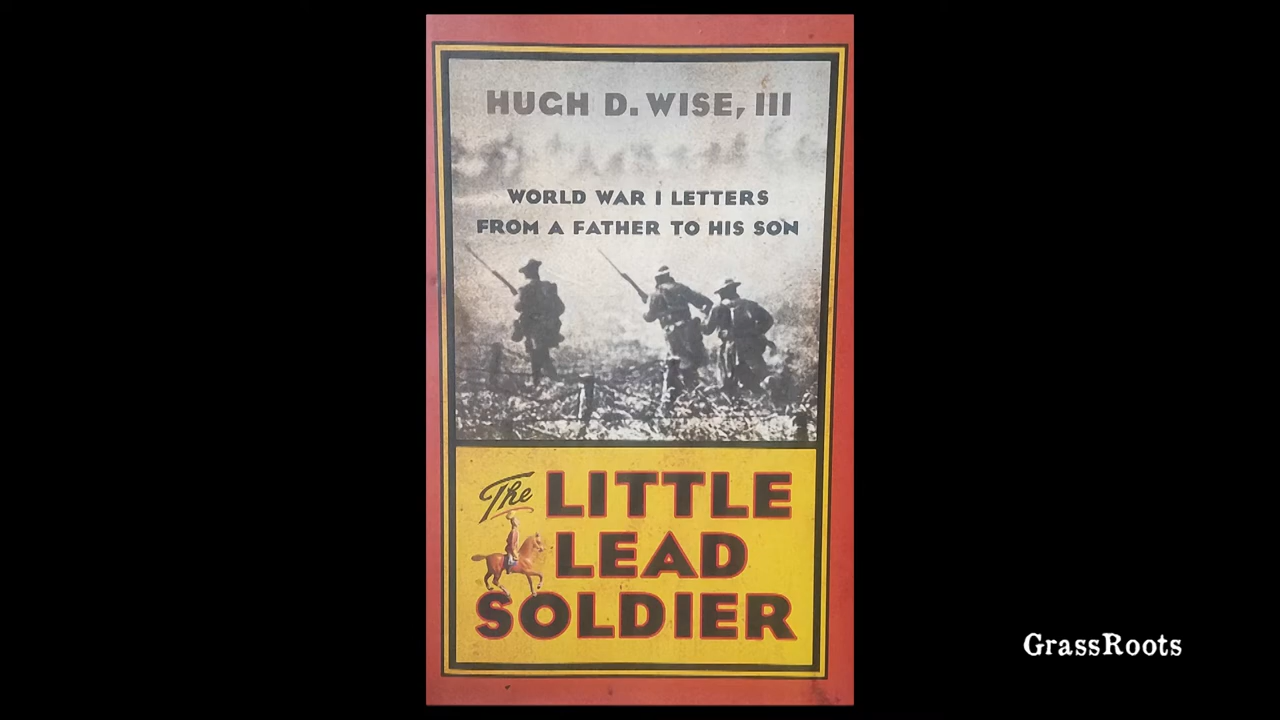 HUGH D. WISE, III
WORLD WAR I LETTERS
FROM A FATHER TO HIS SON
The LITTLE
LEAD
SOLDIER
GrassRoots